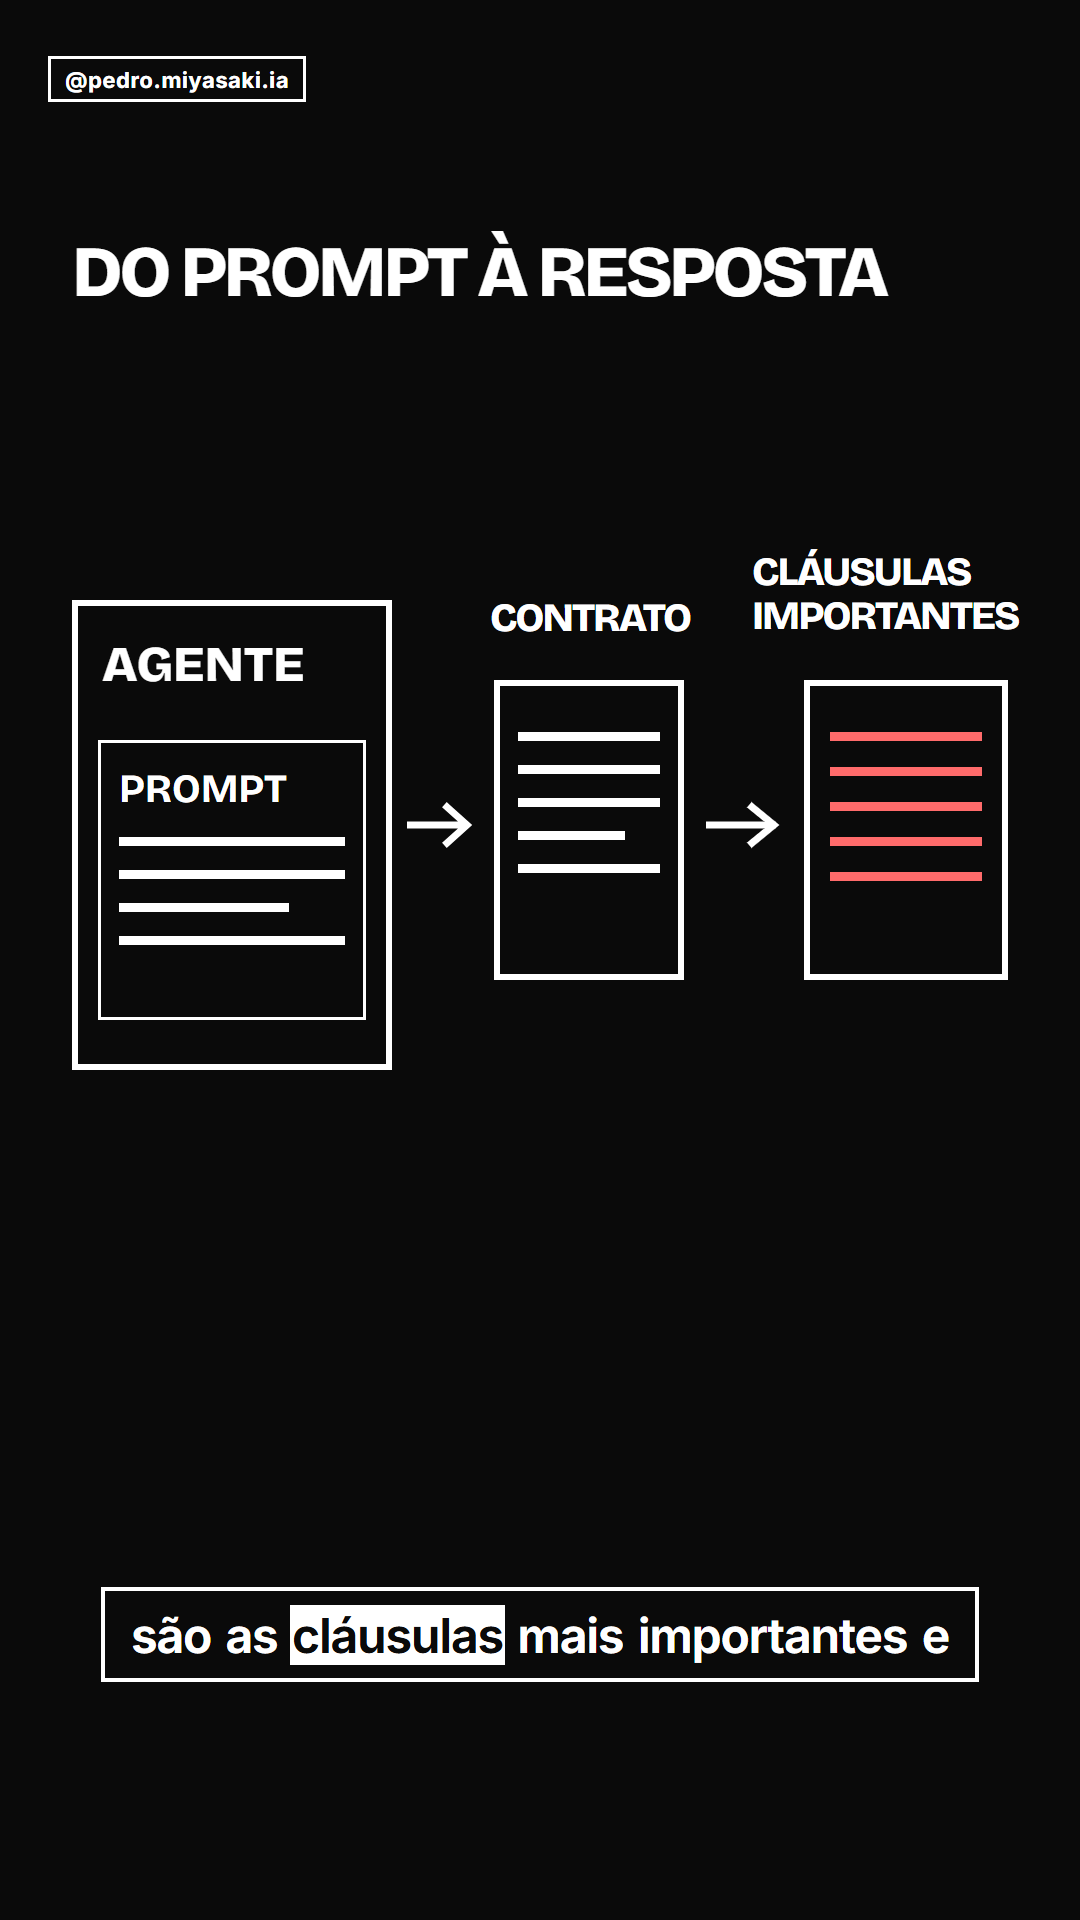 @pedro.miyasaki.ia
DO PROMPT À RESPOSTA
AGENTE
PROMPT
CONTRATO
CLÁUSULAS
IMPORTANTES
são as cláusulas mais importantes e